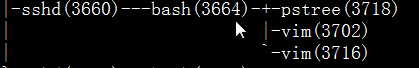 |-sshd(3660)---bash(3664)-+-pstree(3718)
| |-vim(3702)
| `-vim(3716)